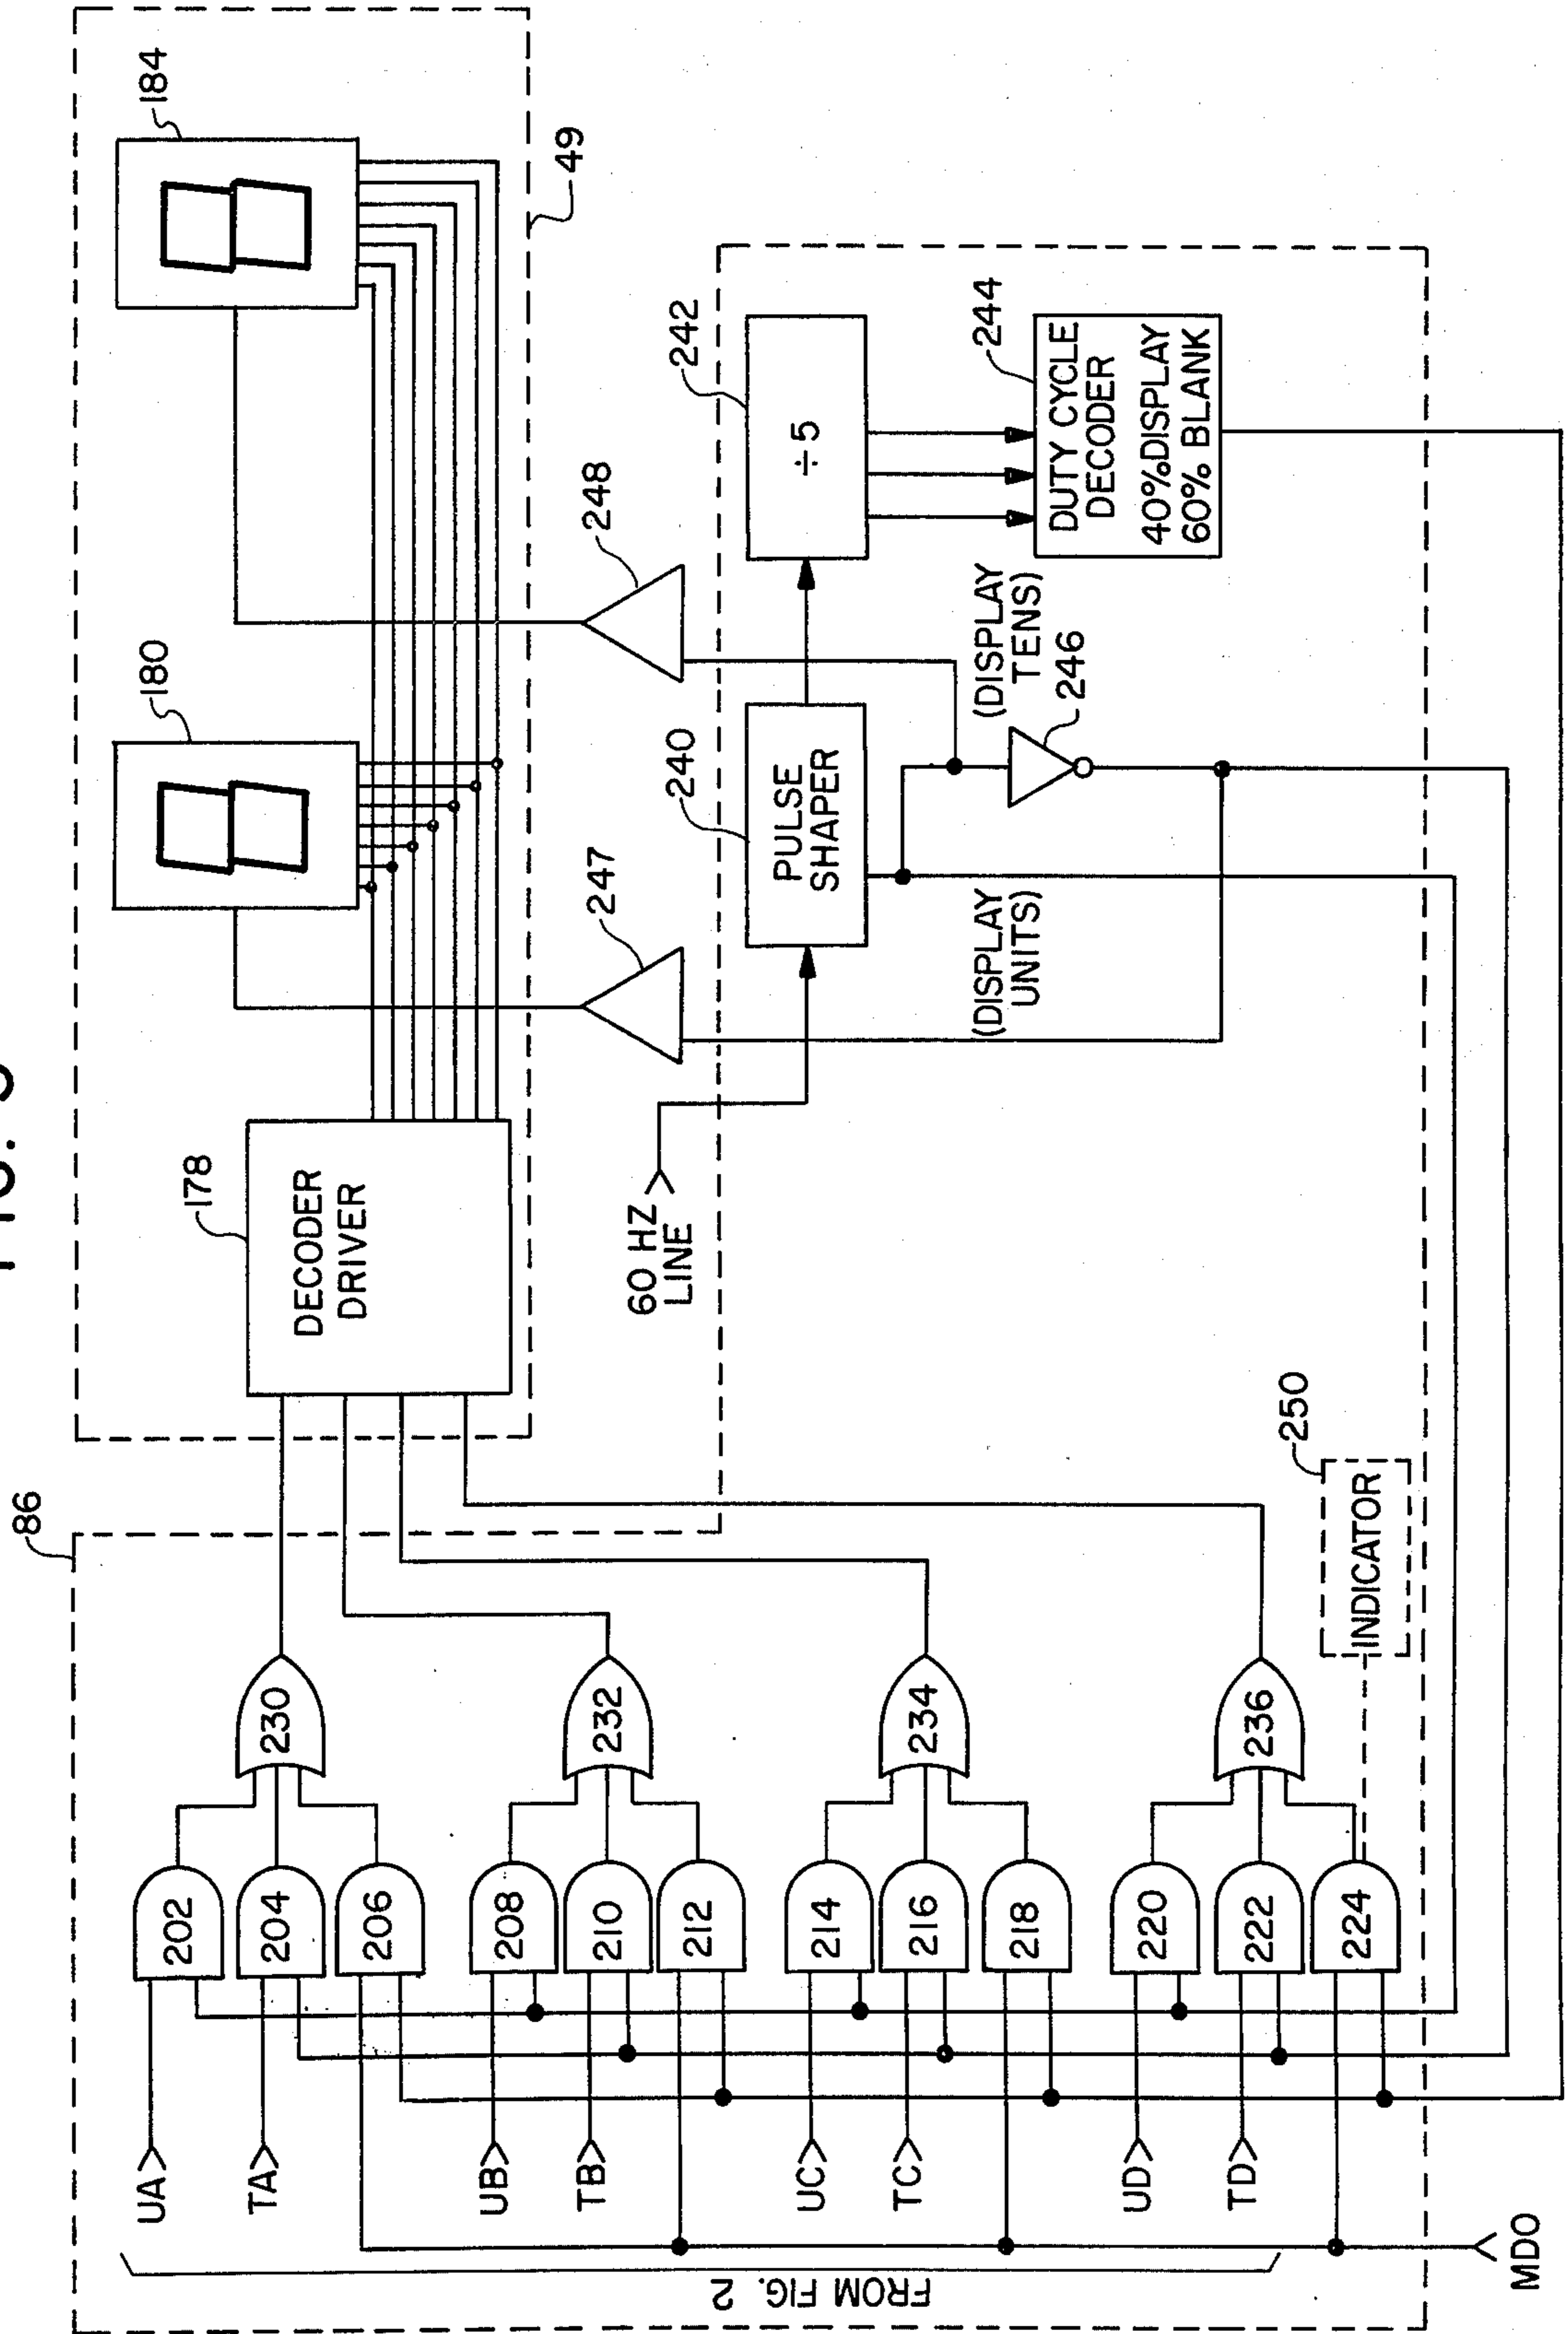 86
49
178
DECODER
DRIVER
180
184
247
248
60 HZ
LINE
240
PULSE
SHAPER
242
÷5
244
DUTY CYCLE
DECODER
40%DISPLAY
60% BLANK
(DISPLAY
TENS)
246
(DISPLAY
UNITS)
250
INDICATOR
230
232
234
236
202
204
206
208
210
212
214
216
218
220
222
224
UA
TA
UB
TB
UC
TC
UD
TD
FROM FIG. 2
MDO